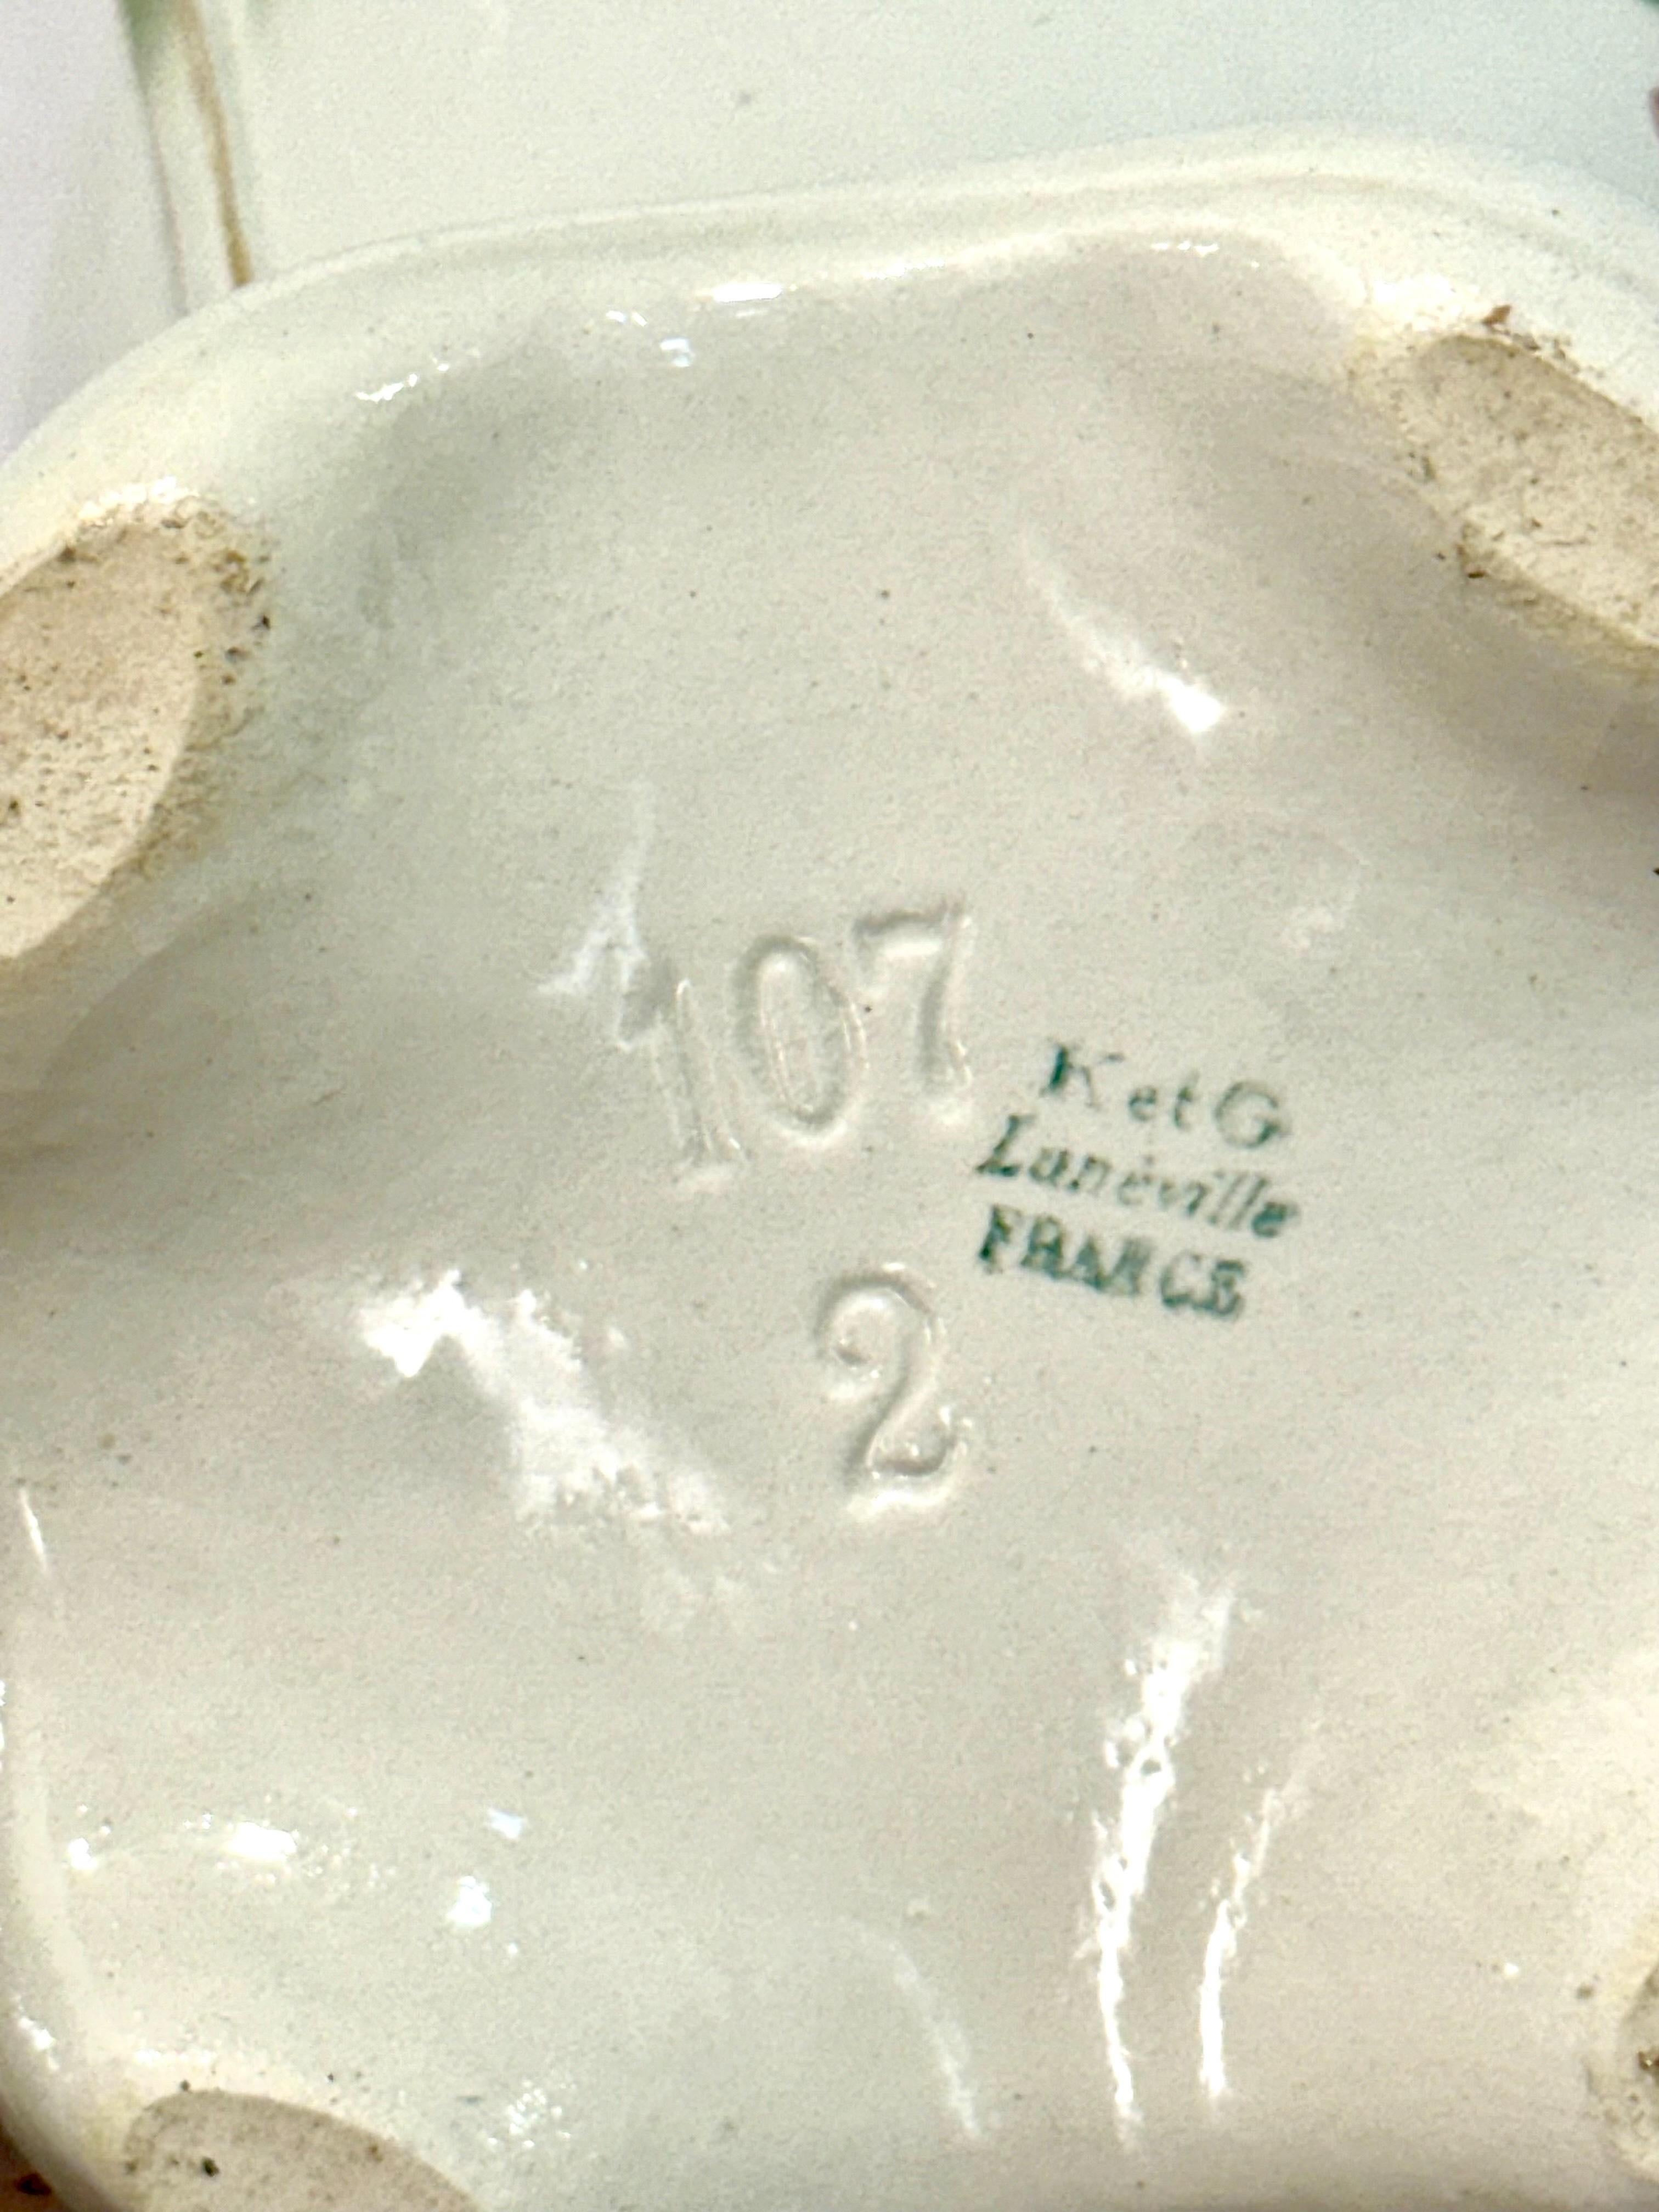 107
K et G
Lunéville
FRANCE
2